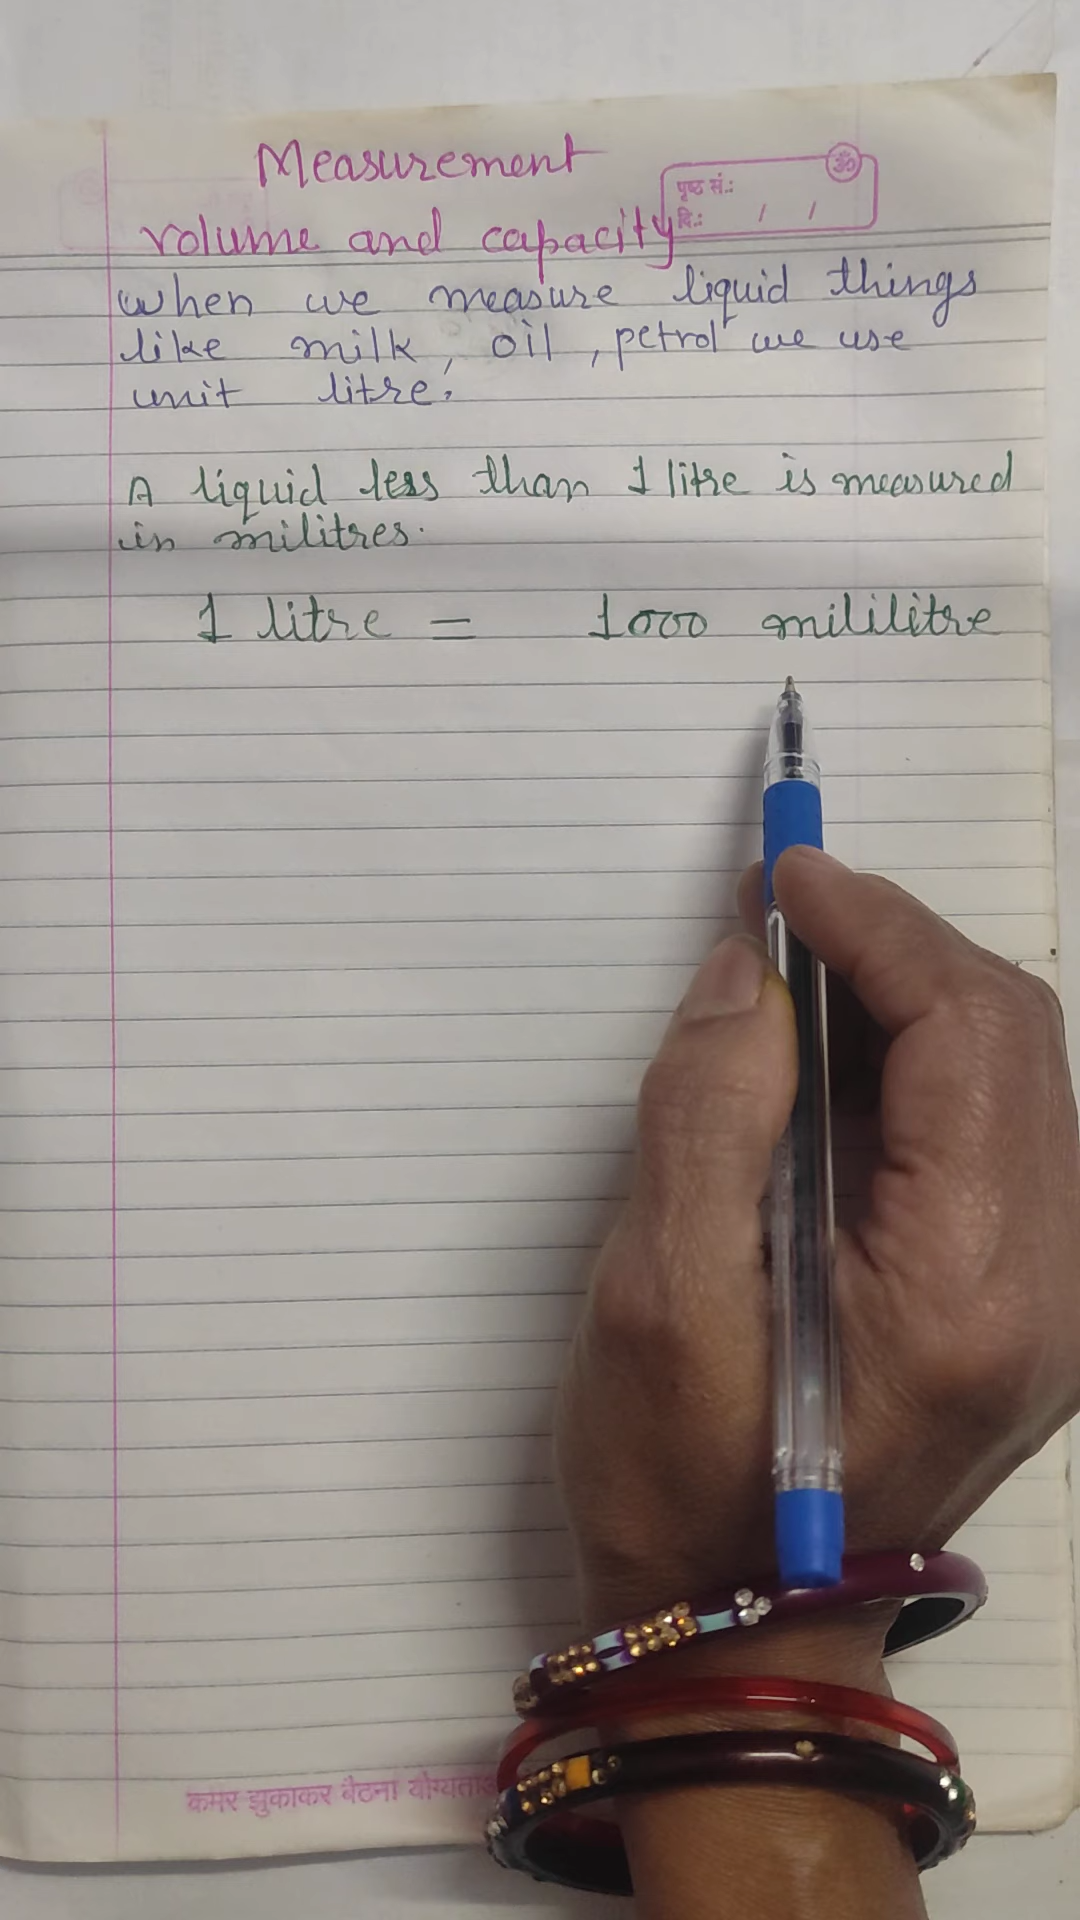 Measurement
पृष्ठ सं.:
दि.: / /
ॐ
volume and capacity
when we measure liquid things
like milk, oil, petrol we use
unit litre.
A liquid less than 1 litre is measured
in militres.
1 litre = 1000 mililitre
कमर झुकाकर बैठना